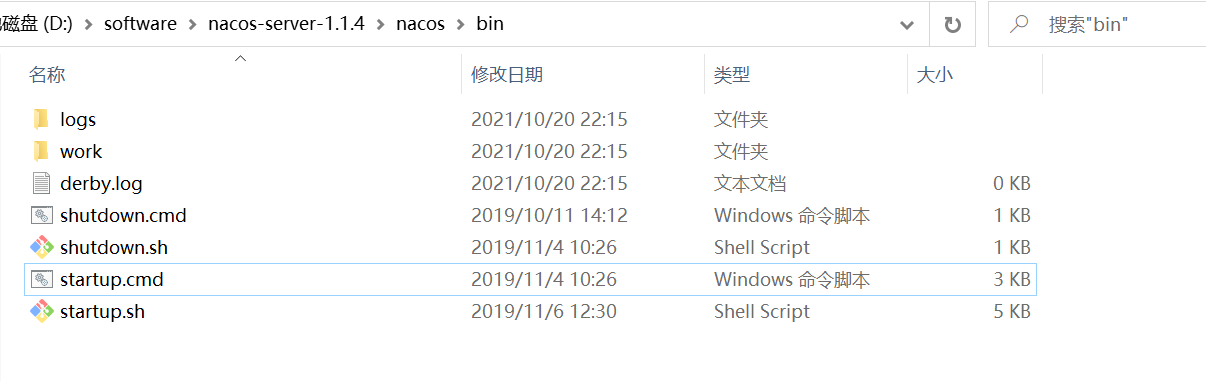 磁盘 (D:) > software > nacos-server-1.1.4 > nacos > bin 搜索"bin"
名称 修改日期 类型 大小
logs 2021/10/20 22:15 文件夹
work 2021/10/20 22:15 文件夹
derby.log 2021/10/20 22:15 文本文档 0 KB
shutdown.cmd 2019/10/11 14:12 Windows 命令脚本 1 KB
shutdown.sh 2019/11/4 10:26 Shell Script 1 KB
startup.cmd 2019/11/4 10:26 Windows 命令脚本 3 KB
startup.sh 2019/11/6 12:30 Shell Script 5 KB